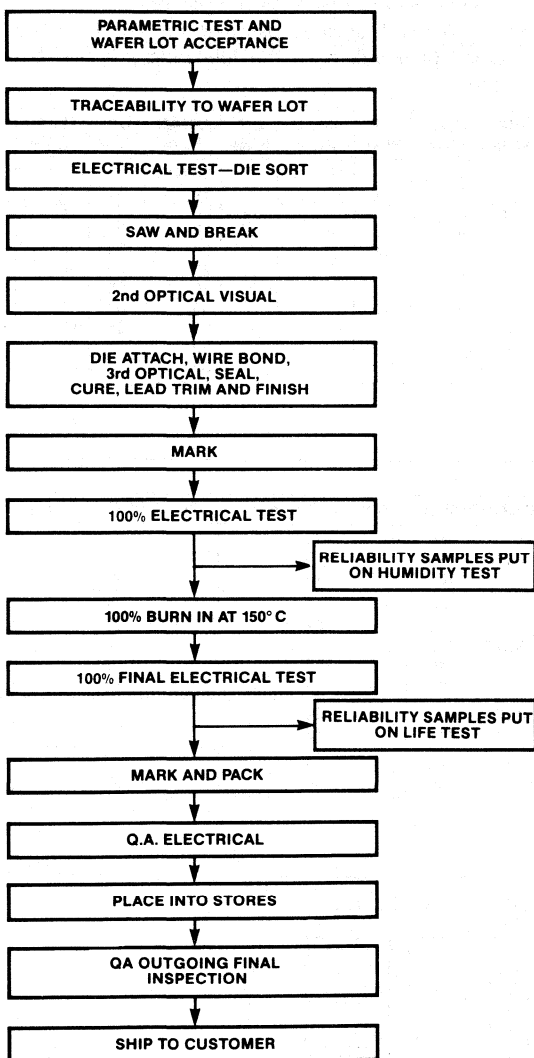 PARAMETRIC TEST AND
WAFER LOT ACCEPTANCE
TRACEABILITY TO WAFER LOT
ELECTRICAL TEST—DIE SORT
SAW AND BREAK
2nd OPTICAL VISUAL
DIE ATTACH, WIRE BOND,
3rd OPTICAL, SEAL,
CURE, LEAD TRIM AND FINISH
MARK
100% ELECTRICAL TEST
RELIABILITY SAMPLES PUT
ON HUMIDITY TEST
100% BURN IN AT 150° C
100% FINAL ELECTRICAL TEST
RELIABILITY SAMPLES PUT
ON LIFE TEST
MARK AND PACK
Q.A. ELECTRICAL
PLACE INTO STORES
QA OUTGOING FINAL
INSPECTION
SHIP TO CUSTOMER